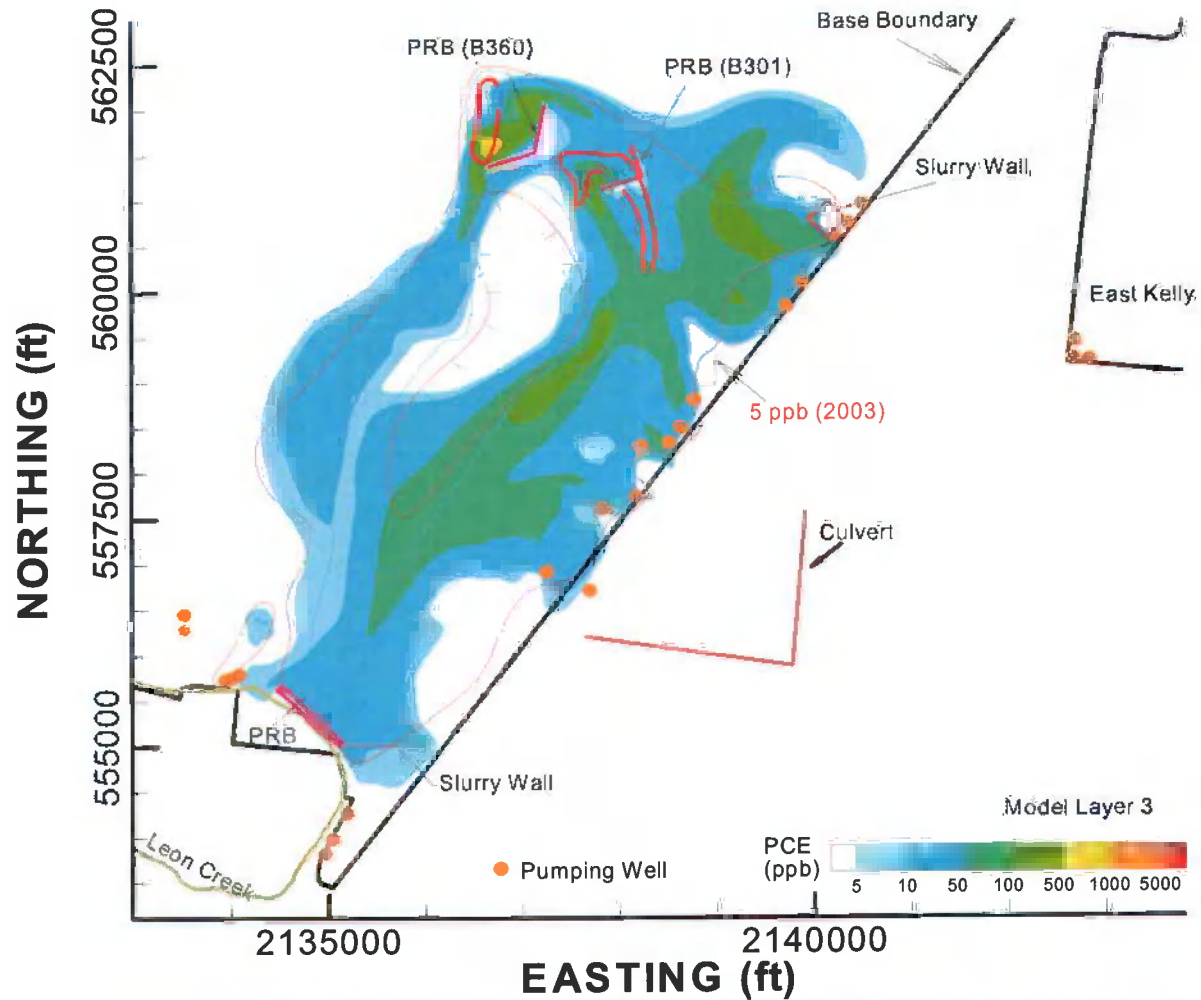 Base Boundary
PRB (B360)
PRB (B301)
Slurry Wall
East Kelly
5 ppb (2003)
Culvert
PRB
Slurry Wall
Leon Creek
Pumping Well
Model Layer 3
PCE
(ppb)
5 10 50 100 500 1000 5000
NORTHING (ft)
562500
560000
557500
555000
2135000 2140000
EASTING (ft)